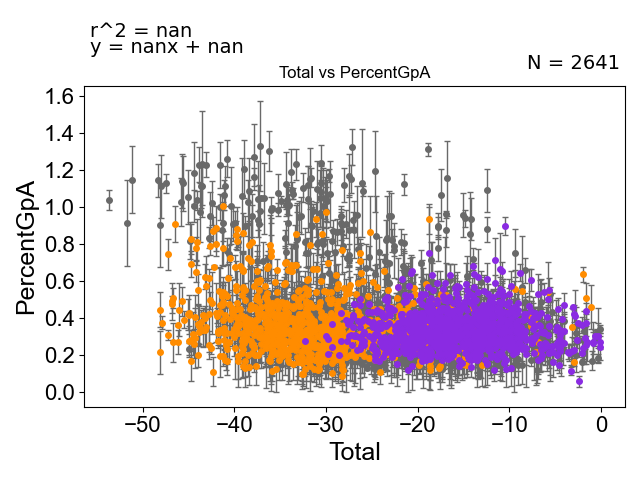 r^2 = nan
y = nanx + nan
N = 2641
Total vs PercentGpA
PercentGpA
1.6
1.4
1.2
1.0
0.8
0.6
0.4
0.2
0.0
−50 −40 −30 −20 −10 0
Total